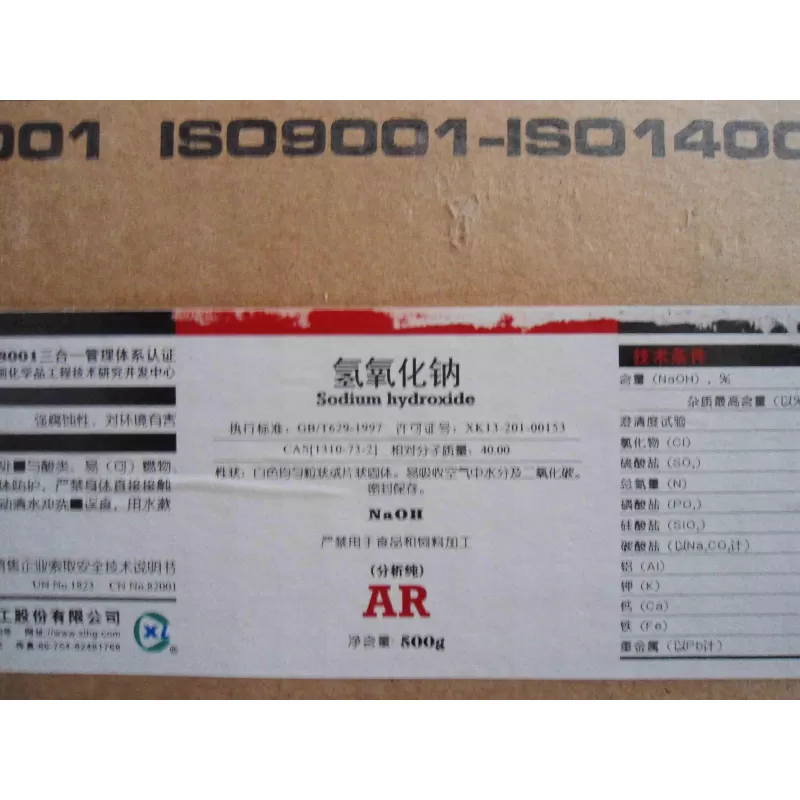 001 ISO9001-ISO1400
9001三合一管理体系认证
细化学品工程技术研究开发中心
强腐蚀性，对环境有害
与酸类、易（可）燃物，
体防护，严禁身体直接接触
动清水冲洗■误食，用水漱
销售企业索取安全技术说明书
UN No.1823 CN No.82001
工股份有限公司
网址://www.xlhg.com
传真:86-754-82481768
氢氧化钠
Sodium hydroxide
执行标准：GB/T629-1997 许可证号：XK13-201-00153
CAS[1310-73-2] 相对分子质量：40.00
性状：白色均匀粒状或片状固体。易吸收空气中水分及二氧化碳。
密封保存。
NaOH
严禁用于食品和饲料加工
(分析纯)
AR
净含量 500g
技术条件
含量（NaOH），%
杂质最高含量（以%
澄清度试验
氯化物（Cl）
硫酸盐（SO₄）
总氮量（N）
磷酸盐（PO₄）
硅酸盐（SiO₃）
碳酸盐（以Na₂CO₃计）
铝（Al）
钾（K）
钙（Ca）
铁（Fe）
重金属（以Pb计）